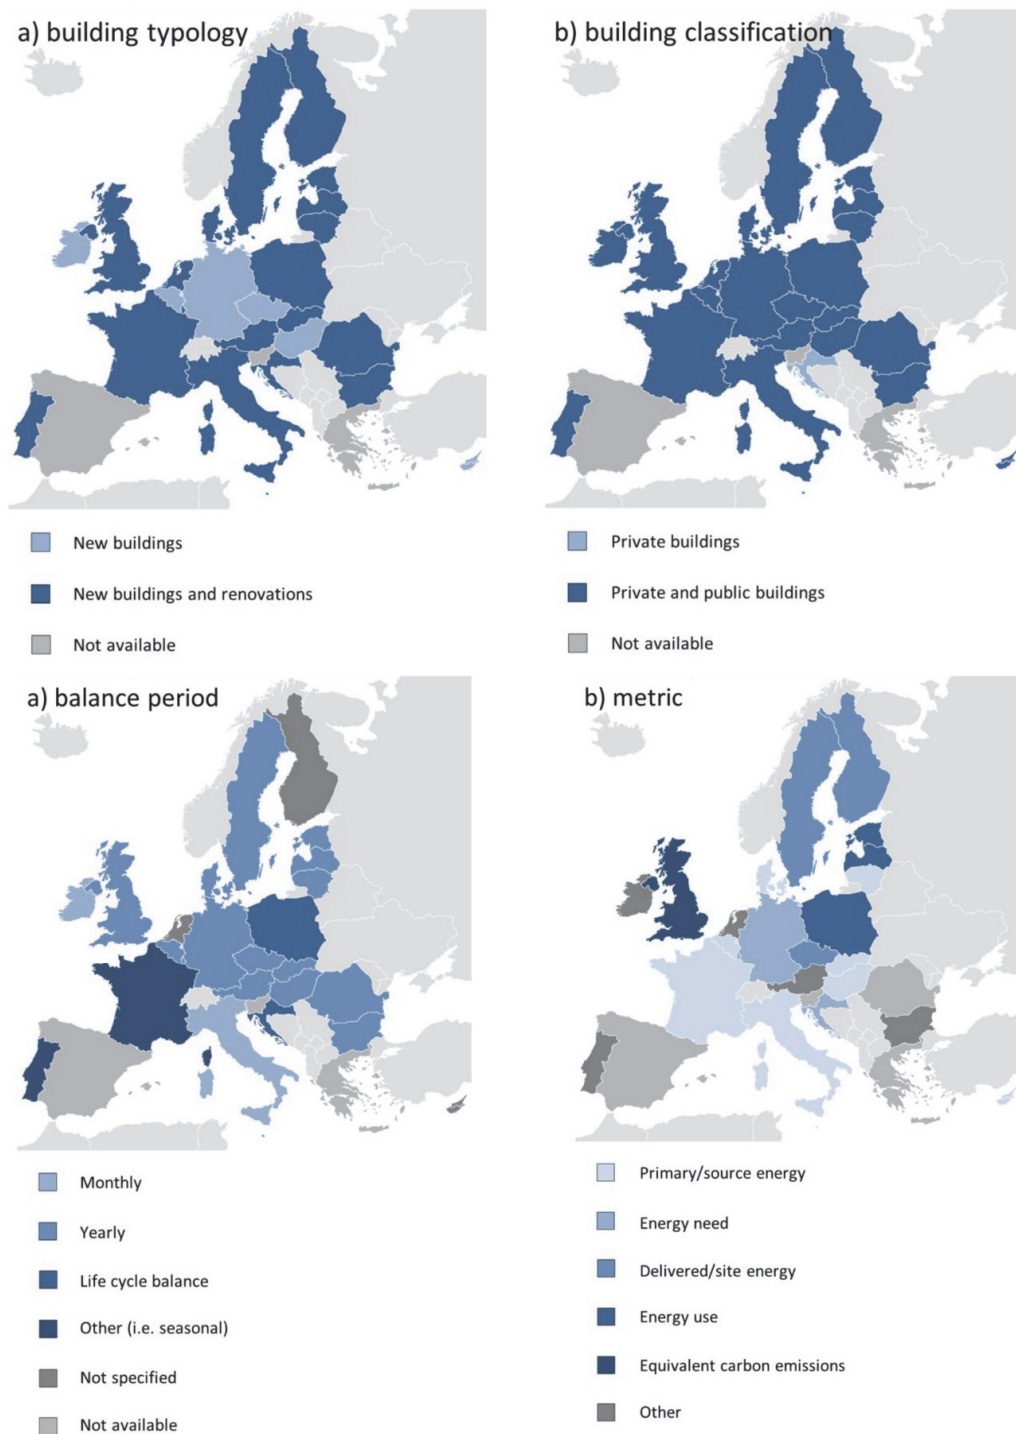 a) building typology
b) building classification
New buildings
New buildings and renovations
Not available
Private buildings
Private and public buildings
Not available
a) balance period
b) metric
Monthly
Yearly
Life cycle balance
Other (i.e. seasonal)
Not specified
Not available
Primary/source energy
Energy need
Delivered/site energy
Energy use
Equivalent carbon emissions
Other